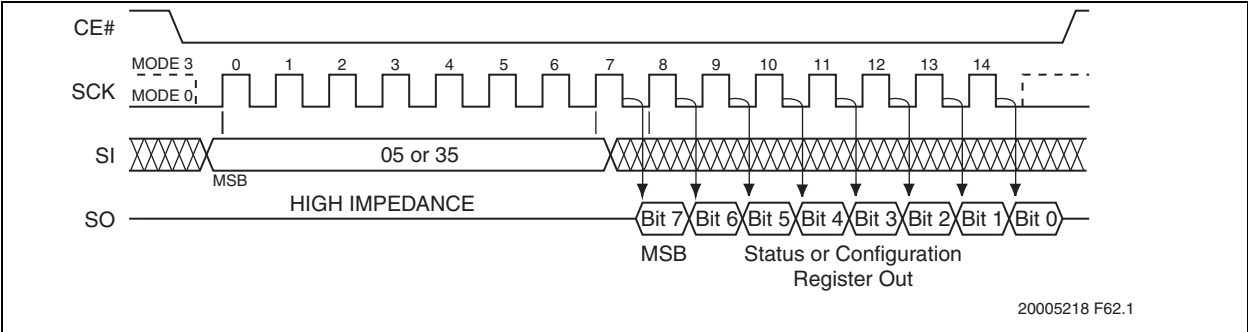 CE#
MODE 3 0 1 2 3 4 5 6 7 8 9 10 11 12 13 14
SCK
MODE 0
SI 05 or 35
MSB
HIGH IMPEDANCE
SO Bit 7 Bit 6 Bit 5 Bit 4 Bit 3 Bit 2 Bit 1 Bit 0
MSB Status or Configuration
Register Out
20005218 F62.1